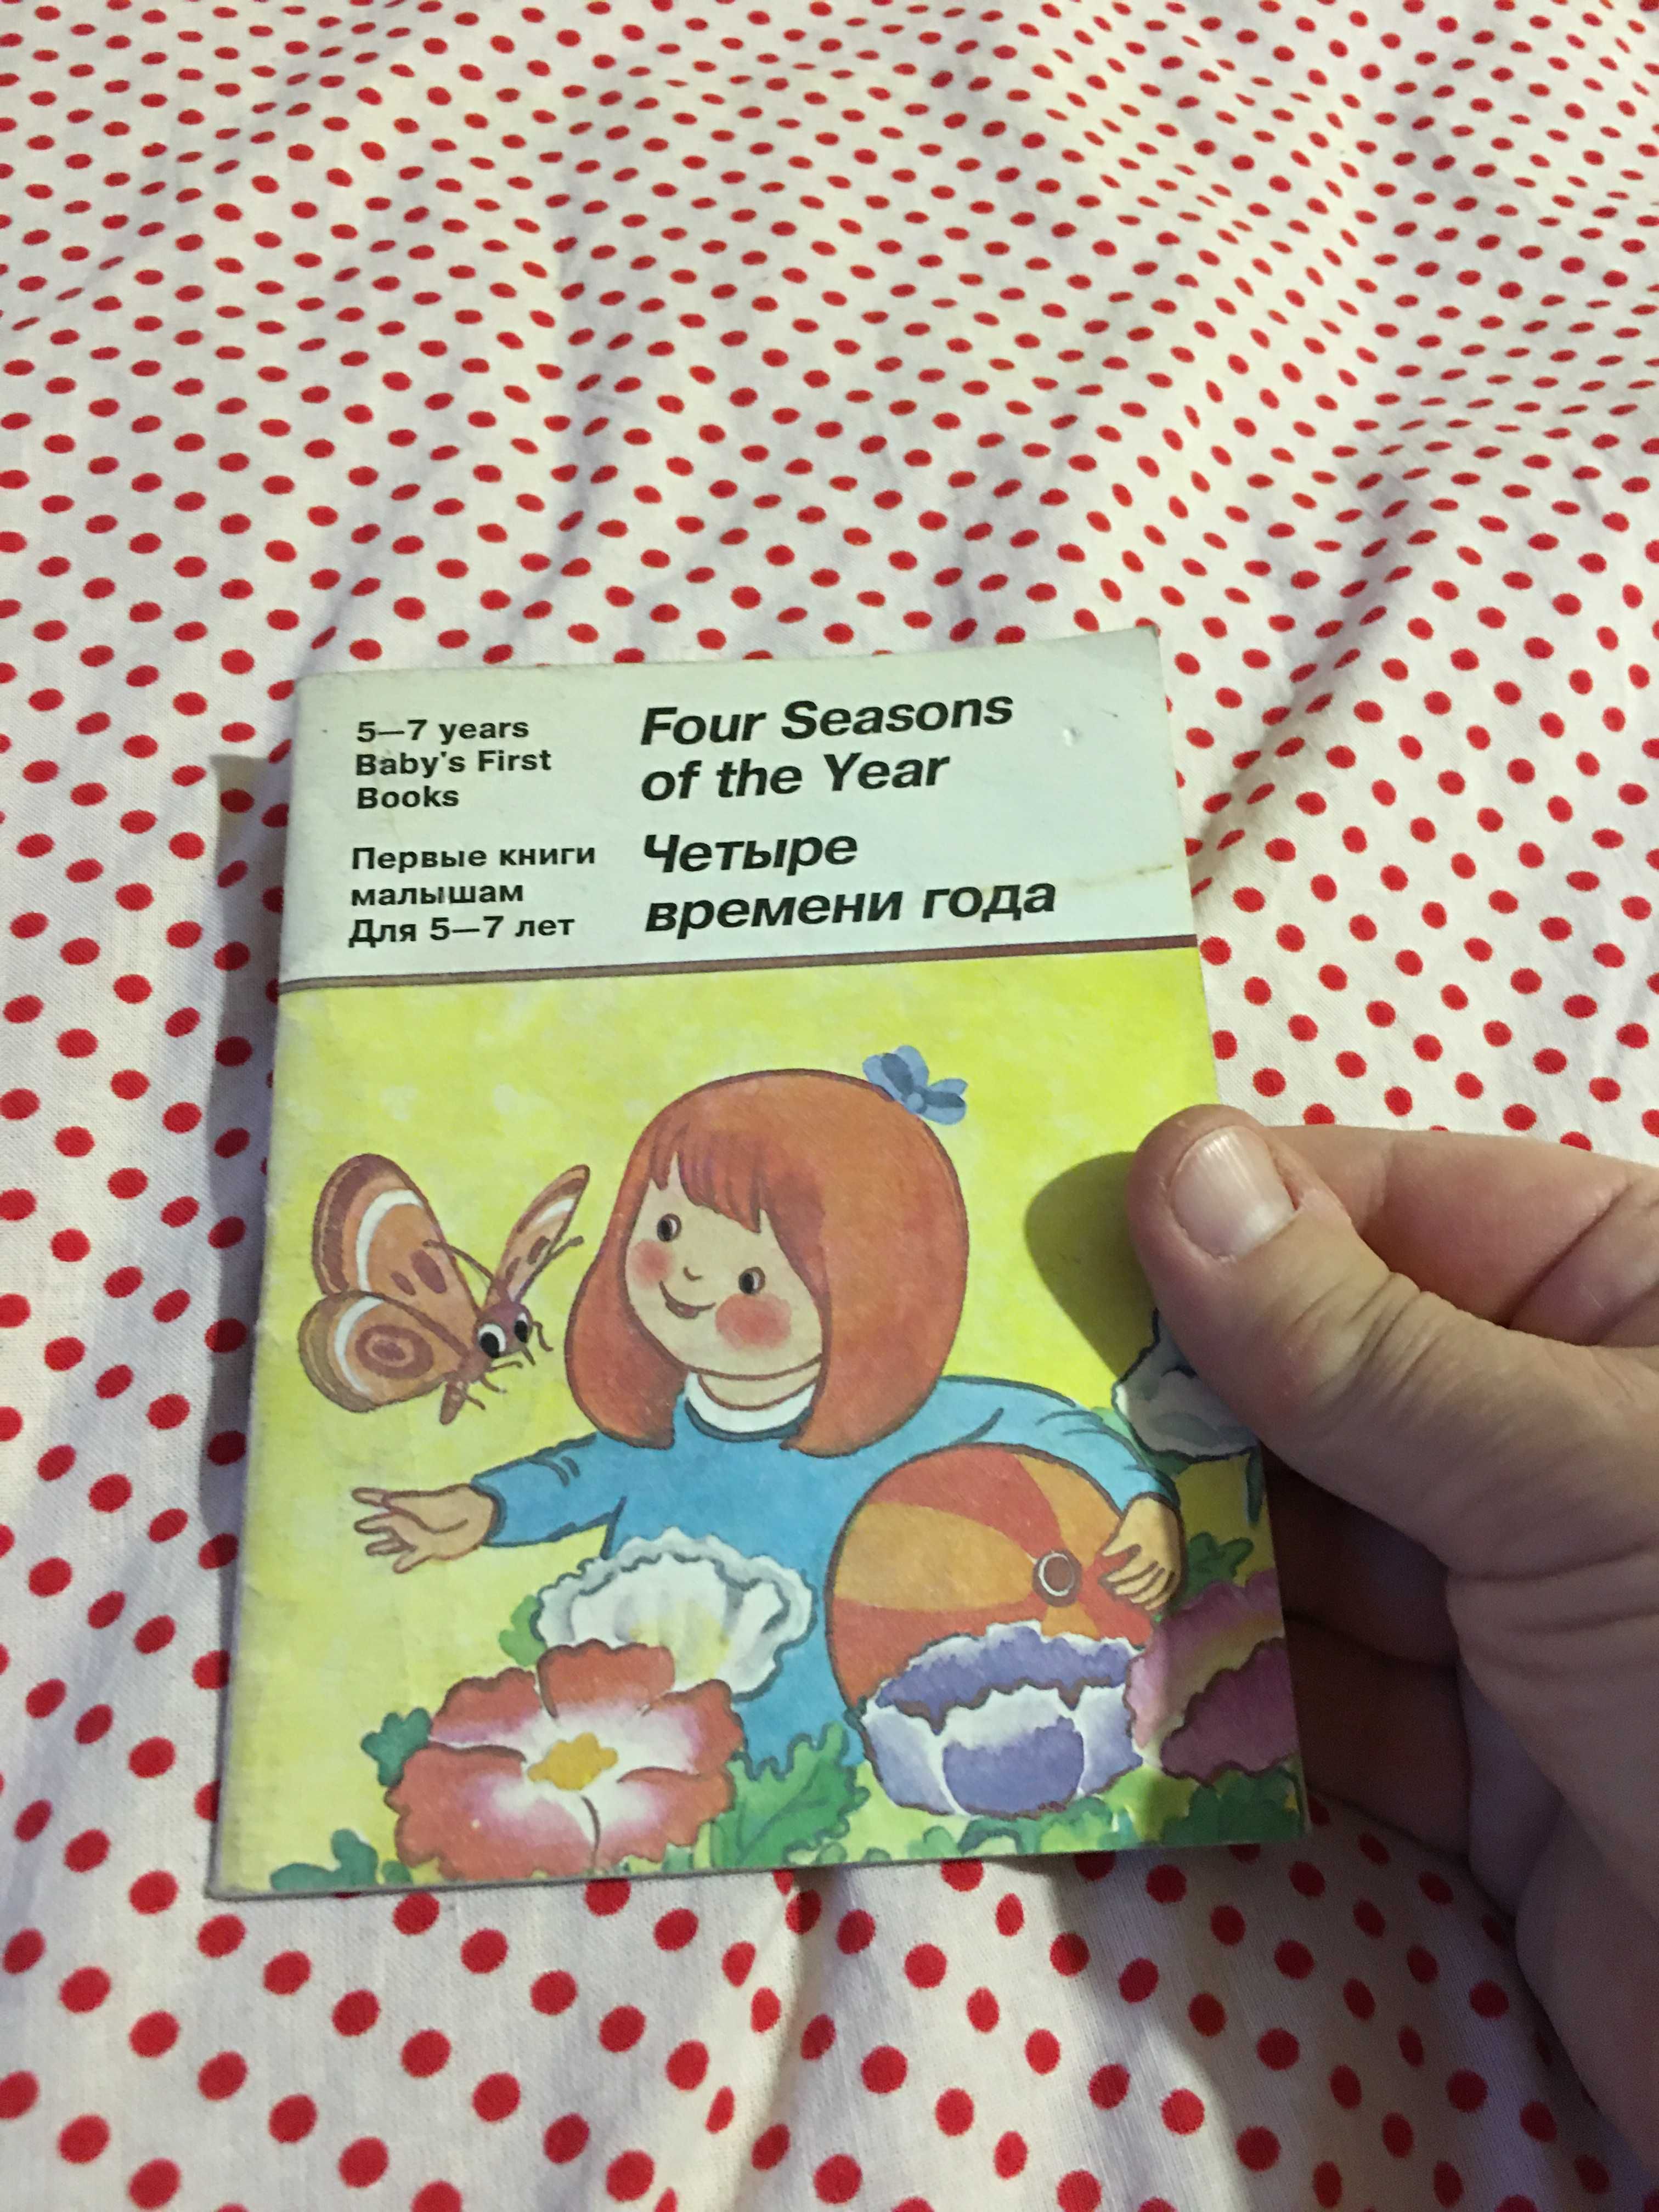 5—7 years
Baby's First
Books
Первые книги
малышам
Для 5—7 лет
Four Seasons
of the Year
Четыре
времени года